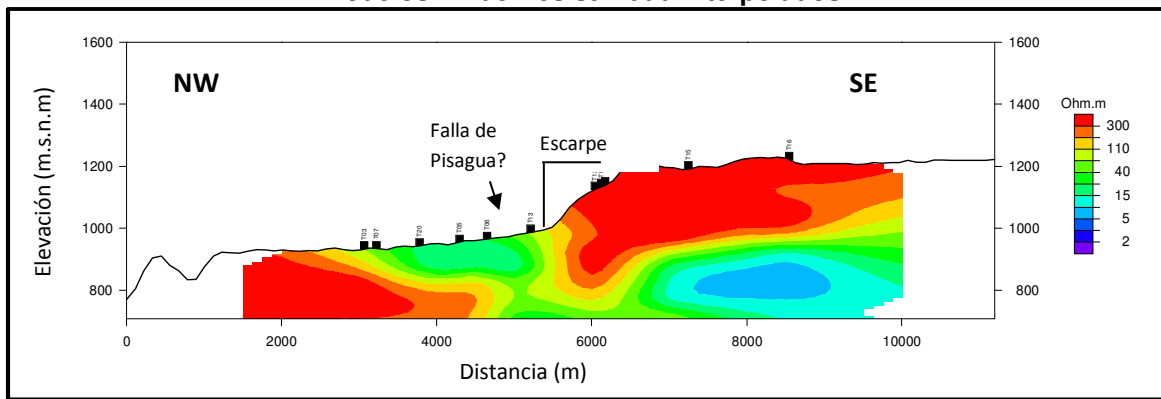 1600
1400
1200
1000
800
Elevación (m.s.n.m)
NW
SE
Falla de
Pisagua?
Escarpe
T03
T07
T20
T05
T06
T13
T15
T16
1600
1400
1200
1000
800
0
2000
4000
6000
8000
10000
Distancia (m)
Ohm.m
300
110
40
15
5
2